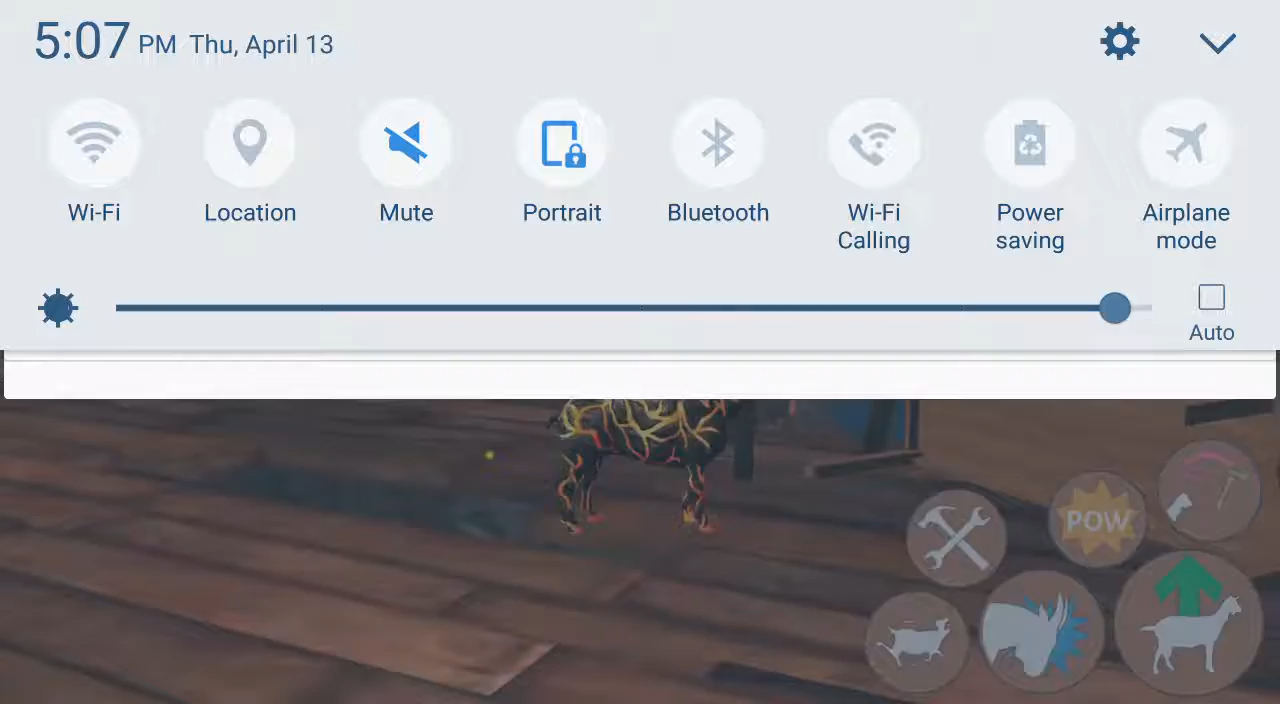 5:07 PM Thu, April 13
Wi-Fi
Location
Mute
Portrait
Bluetooth
Wi-Fi
Calling
Power
saving
Airplane
mode
Auto
POW